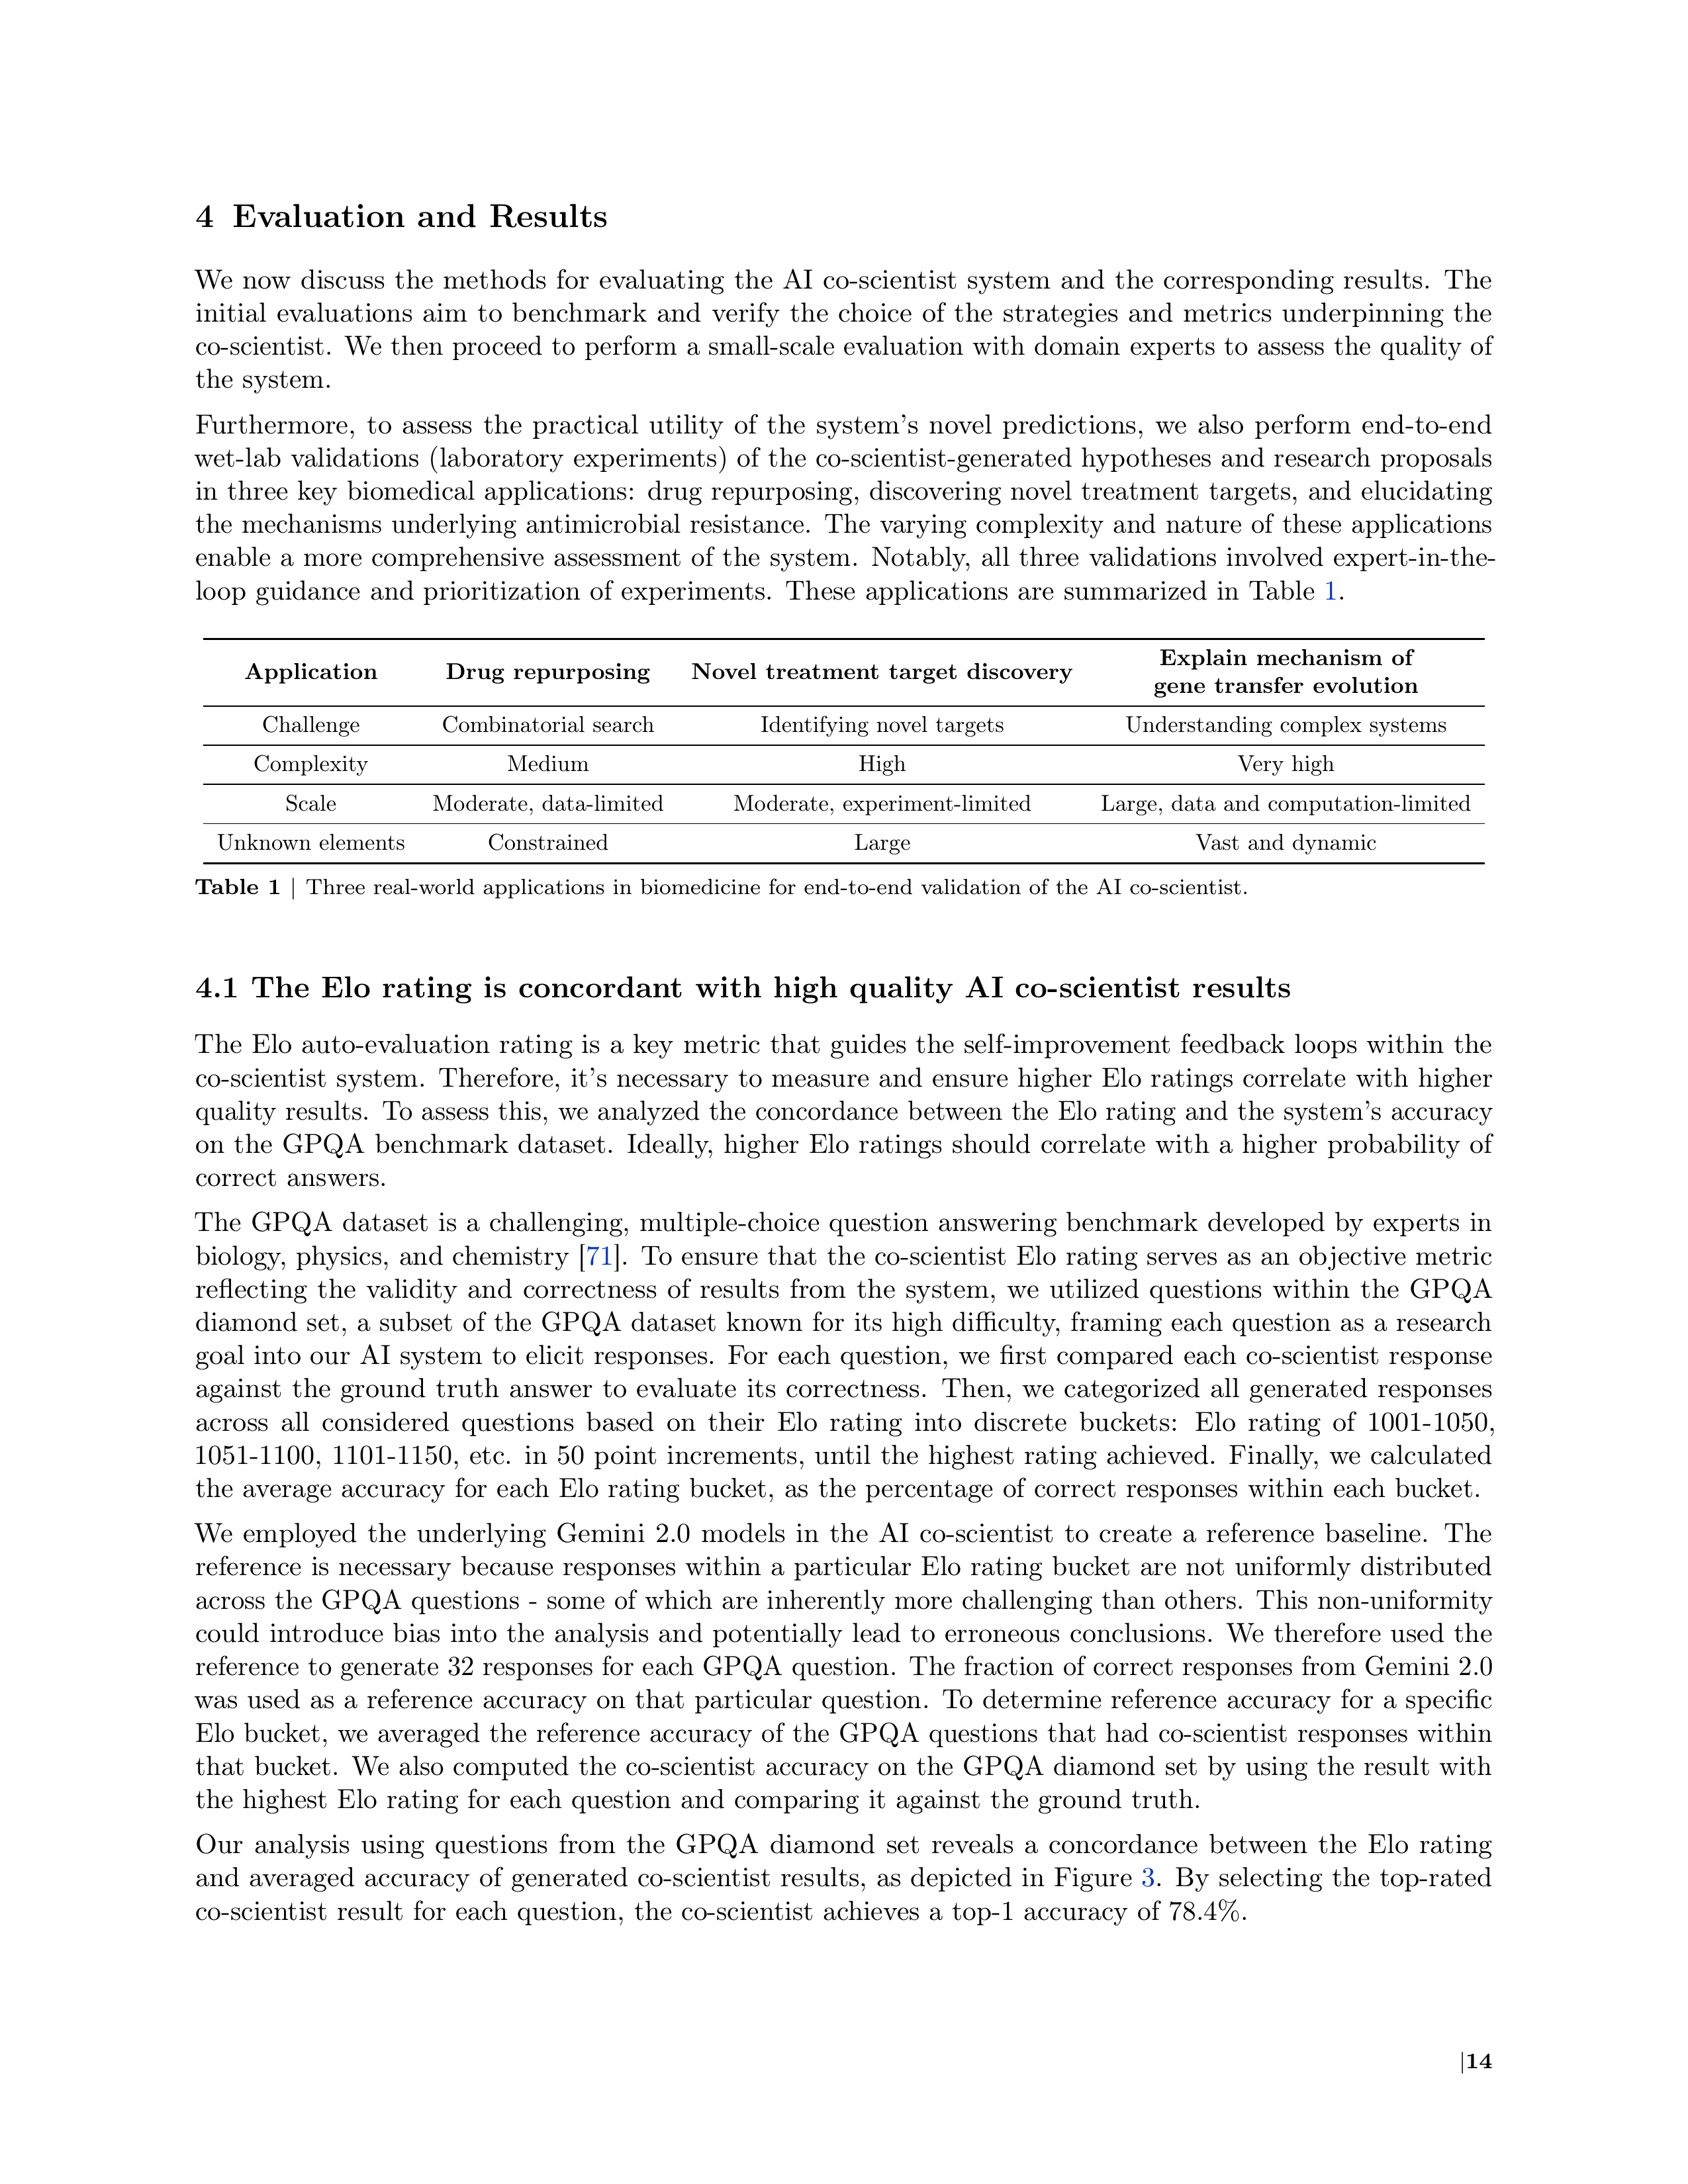 4 Evaluation and Results
We now discuss the methods for evaluating the AI co-scientist system and the corresponding results. The
initial evaluations aim to benchmark and verify the choice of the strategies and metrics underpinning the
co-scientist. We then proceed to perform a small-scale evaluation with domain experts to assess the quality of
the system.
Furthermore, to assess the practical utility of the system's novel predictions, we also perform end-to-end
wet-lab validations (laboratory experiments) of the co-scientist-generated hypotheses and research proposals
in three key biomedical applications: drug repurposing, discovering novel treatment targets, and elucidating
the mechanisms underlying antimicrobial resistance. The varying complexity and nature of these applications
enable a more comprehensive assessment of the system. Notably, all three validations involved expert-in-the-
loop guidance and prioritization of experiments. These applications are summarized in Table 1.
Application Drug repurposing Novel treatment target discovery Explain mechanism of
gene transfer evolution
Challenge Combinatorial search Identifying novel targets Understanding complex systems
Complexity Medium High Very high
Scale Moderate, data-limited Moderate, experiment-limited Large, data and computation-limited
Unknown elements Constrained Large Vast and dynamic
Table 1 | Three real-world applications in biomedicine for end-to-end validation of the AI co-scientist.
4.1 The Elo rating is concordant with high quality AI co-scientist results
The Elo auto-evaluation rating is a key metric that guides the self-improvement feedback loops within the
co-scientist system. Therefore, it's necessary to measure and ensure higher Elo ratings correlate with higher
quality results. To assess this, we analyzed the concordance between the Elo rating and the system's accuracy
on the GPQA benchmark dataset. Ideally, higher Elo ratings should correlate with a higher probability of
correct answers.
The GPQA dataset is a challenging, multiple-choice question answering benchmark developed by experts in
biology, physics, and chemistry [71]. To ensure that the co-scientist Elo rating serves as an objective metric
reflecting the validity and correctness of results from the system, we utilized questions within the GPQA
diamond set, a subset of the GPQA dataset known for its high difficulty, framing each question as a research
goal into our AI system to elicit responses. For each question, we first compared each co-scientist response
against the ground truth answer to evaluate its correctness. Then, we categorized all generated responses
across all considered questions based on their Elo rating into discrete buckets: Elo rating of 1001-1050,
1051-1100, 1101-1150, etc. in 50 point increments, until the highest rating achieved. Finally, we calculated
the average accuracy for each Elo rating bucket, as the percentage of correct responses within each bucket.
We employed the underlying Gemini 2.0 models in the AI co-scientist to create a reference baseline. The
reference is necessary because responses within a particular Elo rating bucket are not uniformly distributed
across the GPQA questions - some of which are inherently more challenging than others. This non-uniformity
could introduce bias into the analysis and potentially lead to erroneous conclusions. We therefore used the
reference to generate 32 responses for each GPQA question. The fraction of correct responses from Gemini 2.0
was used as a reference accuracy on that particular question. To determine reference accuracy for a specific
Elo bucket, we averaged the reference accuracy of the GPQA questions that had co-scientist responses within
that bucket. We also computed the co-scientist accuracy on the GPQA diamond set by using the result with
the highest Elo rating for each question and comparing it against the ground truth.
Our analysis using questions from the GPQA diamond set reveals a concordance between the Elo rating
and averaged accuracy of generated co-scientist results, as depicted in Figure 3. By selecting the top-rated
co-scientist result for each question, the co-scientist achieves a top-1 accuracy of 78.4%.
|14